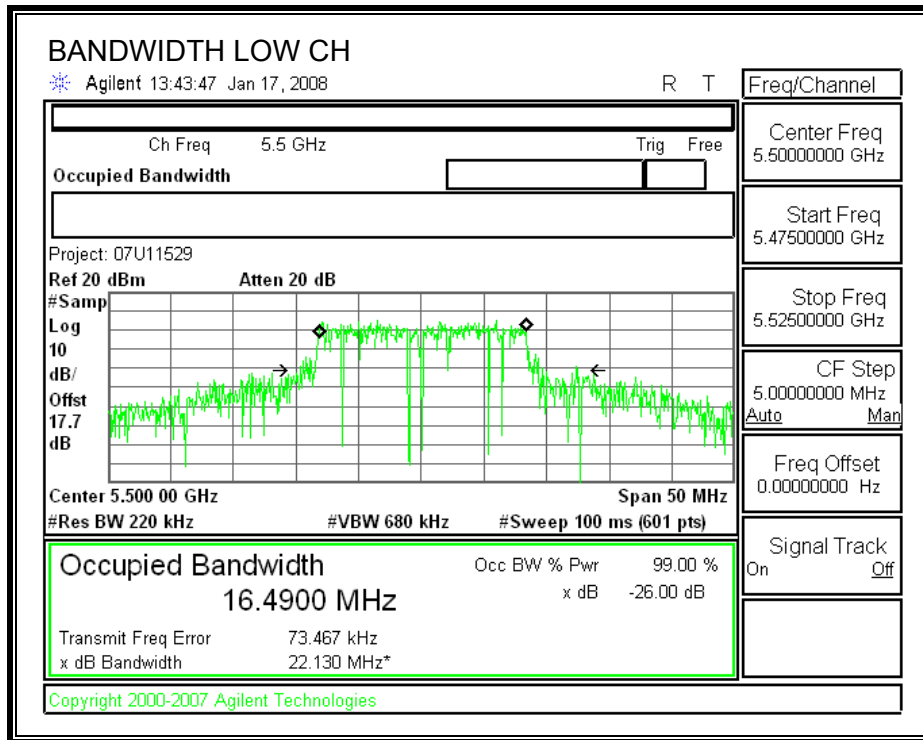 BANDWIDTH LOW CH
Agilent 13:43:47 Jan 17, 2008 R T
Freq/Channel
Ch Freq 5.5 GHz Trig Free
Occupied Bandwidth
Center Freq
5.50000000 GHz
Start Freq
5.47500000 GHz
Stop Freq
5.52500000 GHz
CF Step
5.00000000 MHz
Auto Man
Freq Offset
0.00000000 Hz
Signal Track
On Off
Project: 07U11529
Ref 20 dBm Atten 20 dB
#Samp
Log
10
dB/
Offst
17.7
dB
Center 5.500 00 GHz Span 50 MHz
#Res BW 220 kHz #VBW 680 kHz #Sweep 100 ms (601 pts)
Occupied Bandwidth Occ BW % Pwr 99.00 %
16.4900 MHz x dB -26.00 dB
Transmit Freq Error 73.467 kHz
x dB Bandwidth 22.130 MHz*
Copyright 2000-2007 Agilent Technologies